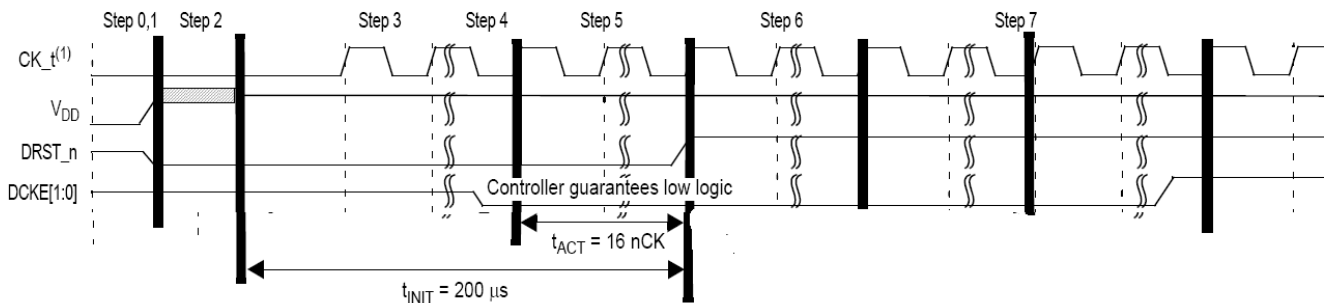 Step 0,1 Step 2 Step 3 Step 4 Step 5 Step 6 Step 7
CK_t(1)
VDD
DRST_n
DCKE[1:0]
Controller guarantees low logic
tACT = 16 nCK
tINIT = 200 μs